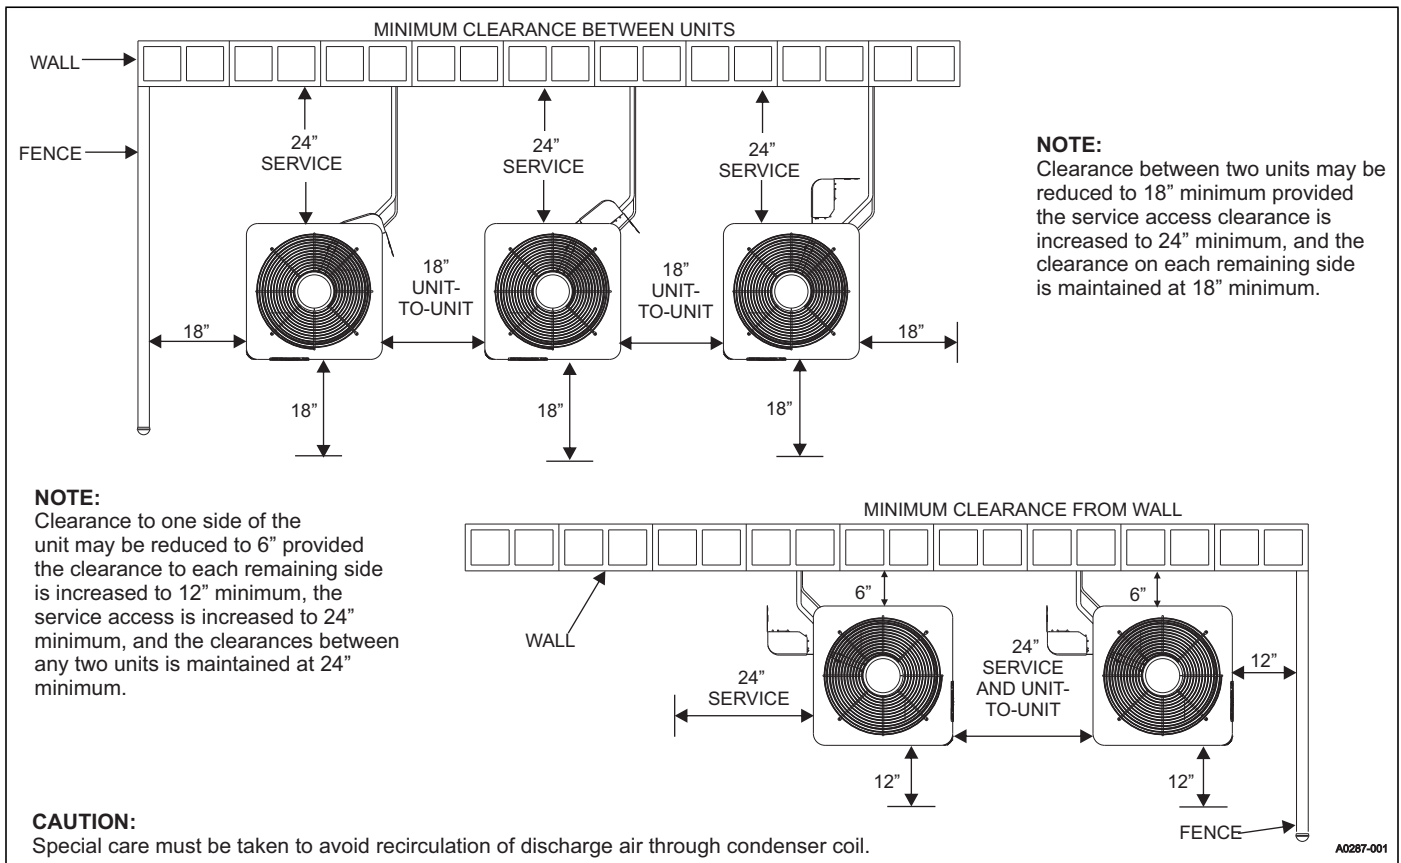 MINIMUM CLEARANCE BETWEEN UNITS
WALL
FENCE
24”
SERVICE
24”
SERVICE
24”
SERVICE
18”
UNIT-
TO-UNIT
18”
UNIT-
TO-UNIT
18”
18”
18”
18”
18”
NOTE:
Clearance between two units may be
reduced to 18” minimum provided
the service access clearance is
increased to 24” minimum, and the
clearance on each remaining side
is maintained at 18” minimum.
NOTE:
Clearance to one side of the
unit may be reduced to 6” provided
the clearance to each remaining side
is increased to 12” minimum, the
service access is increased to 24”
minimum, and the clearances between
any two units is maintained at 24”
minimum.
MINIMUM CLEARANCE FROM WALL
WALL
6”
6”
24”
SERVICE
24”
SERVICE
AND UNIT-
TO-UNIT
12”
12”
12”
FENCE
CAUTION:
Special care must be taken to avoid recirculation of discharge air through condenser coil.
A0287-001